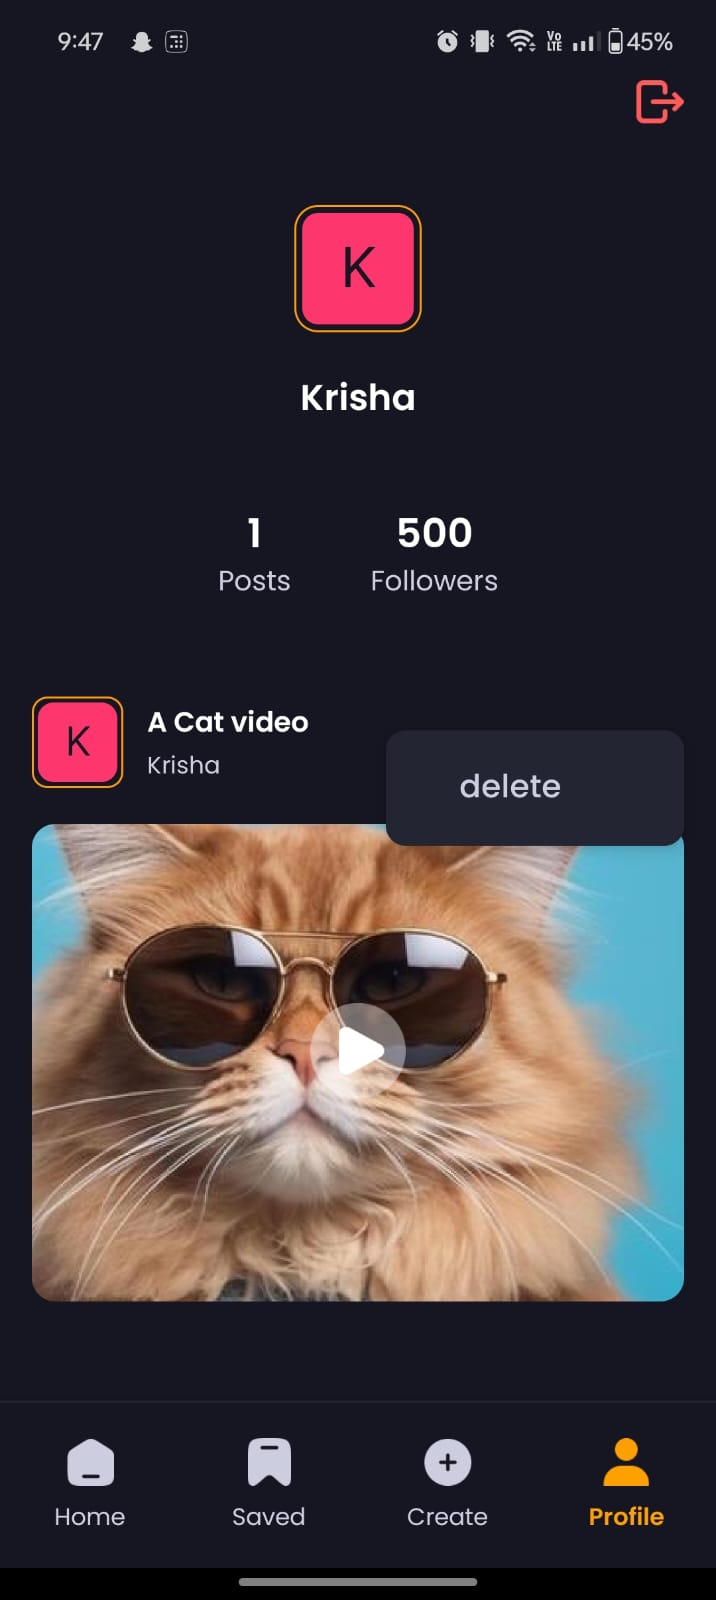 9:47 Vo LTE 45%
K
Krisha
1 500
Posts Followers
K
A Cat video
Krisha
delete
Home Saved Create Profile